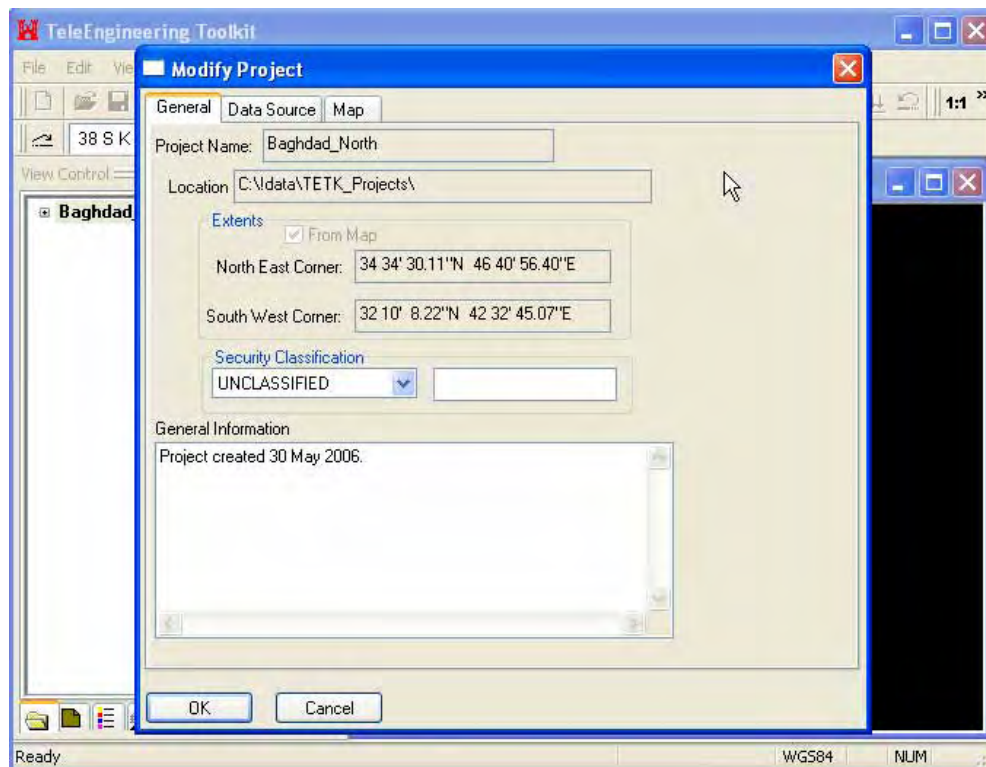 TeleEngineering Toolkit
File Edit Vie
1:1 »
38 S K
View Control
Baghdad_
Modify Project
General Data Source Map
Project Name: Baghdad_North
Location C:\!data\TETK_Projects\
Extents
From Map
North East Corner: 34 34' 30.11"N 46 40' 56.40"E
South West Corner: 32 10' 8.22"N 42 32' 45.07"E
Security Classification
UNCLASSIFIED
General Information
Project created 30 May 2006.
OK Cancel
Ready WGS84 NUM